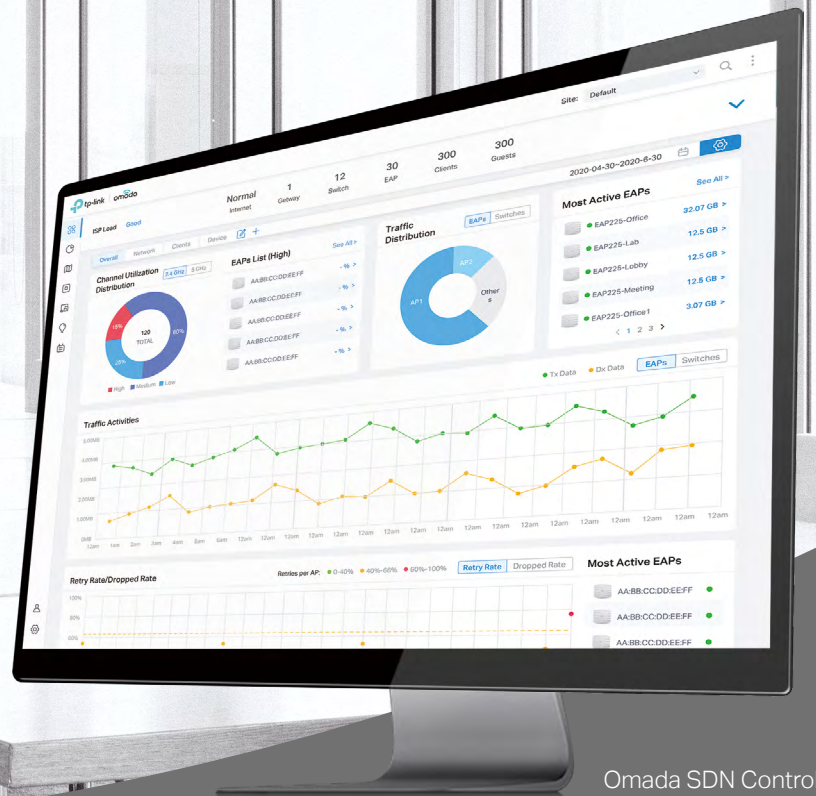 Site: Default
tp-link | omada
Normal
Internet
1
Getway
12
Switch
30
EAP
300
Clients
300
Guests
ISP Load Good
2020-04-30–2020-6-30
Overall Network Clients Device
Channel Utilization
Distribution
2.4 GHz 5 GHz
15%
60%
25%
120
TOTAL
High Medium Low
EAPs List (High)
See All >
AA:BB:CC:DD:EE:FF - % >
AA:BB:CC:DD:EE:FF - % >
AA:BB:CC:DD:EE:FF - % >
AA:BB:CC:DD:EE:FF - % >
AA:BB:CC:DD:EE:FF - % >
Traffic
Distribution
EAPs Switches
AP2
AP1
Other
s
Most Active EAPs
See All >
EAP225-Office 32.07 GB >
EAP225-Lab 12.5 GB >
EAP225-Lobby 12.5 GB >
EAP225-Meeting 12.5 GB >
EAP225-Office1 3.07 GB >
< 1 2 3 >
Traffic Activities
Tx Data Dx Data EAPs Switches
5.00MB
4.00MB
3.00MB
2.00MB
1.00MB
0MB
12am 1am 2am 3am 4am 5am 6am 12am 12am 12am 12am 12am 12am 12am 12am 12am 12am 12am 12am 12am 12am 12am 12am 12am
Retry Rate/Dropped Rate
Retries per AP: 0-40% 40%-66% 60%-100%
Retry Rate Dropped Rate
100%
80%
60%
Most Active EAPs
AA:BB:CC:DD:EE:FF
AA:BB:CC:DD:EE:FF
AA:BB:CC:DD:EE:FF
Omada SDN Contro